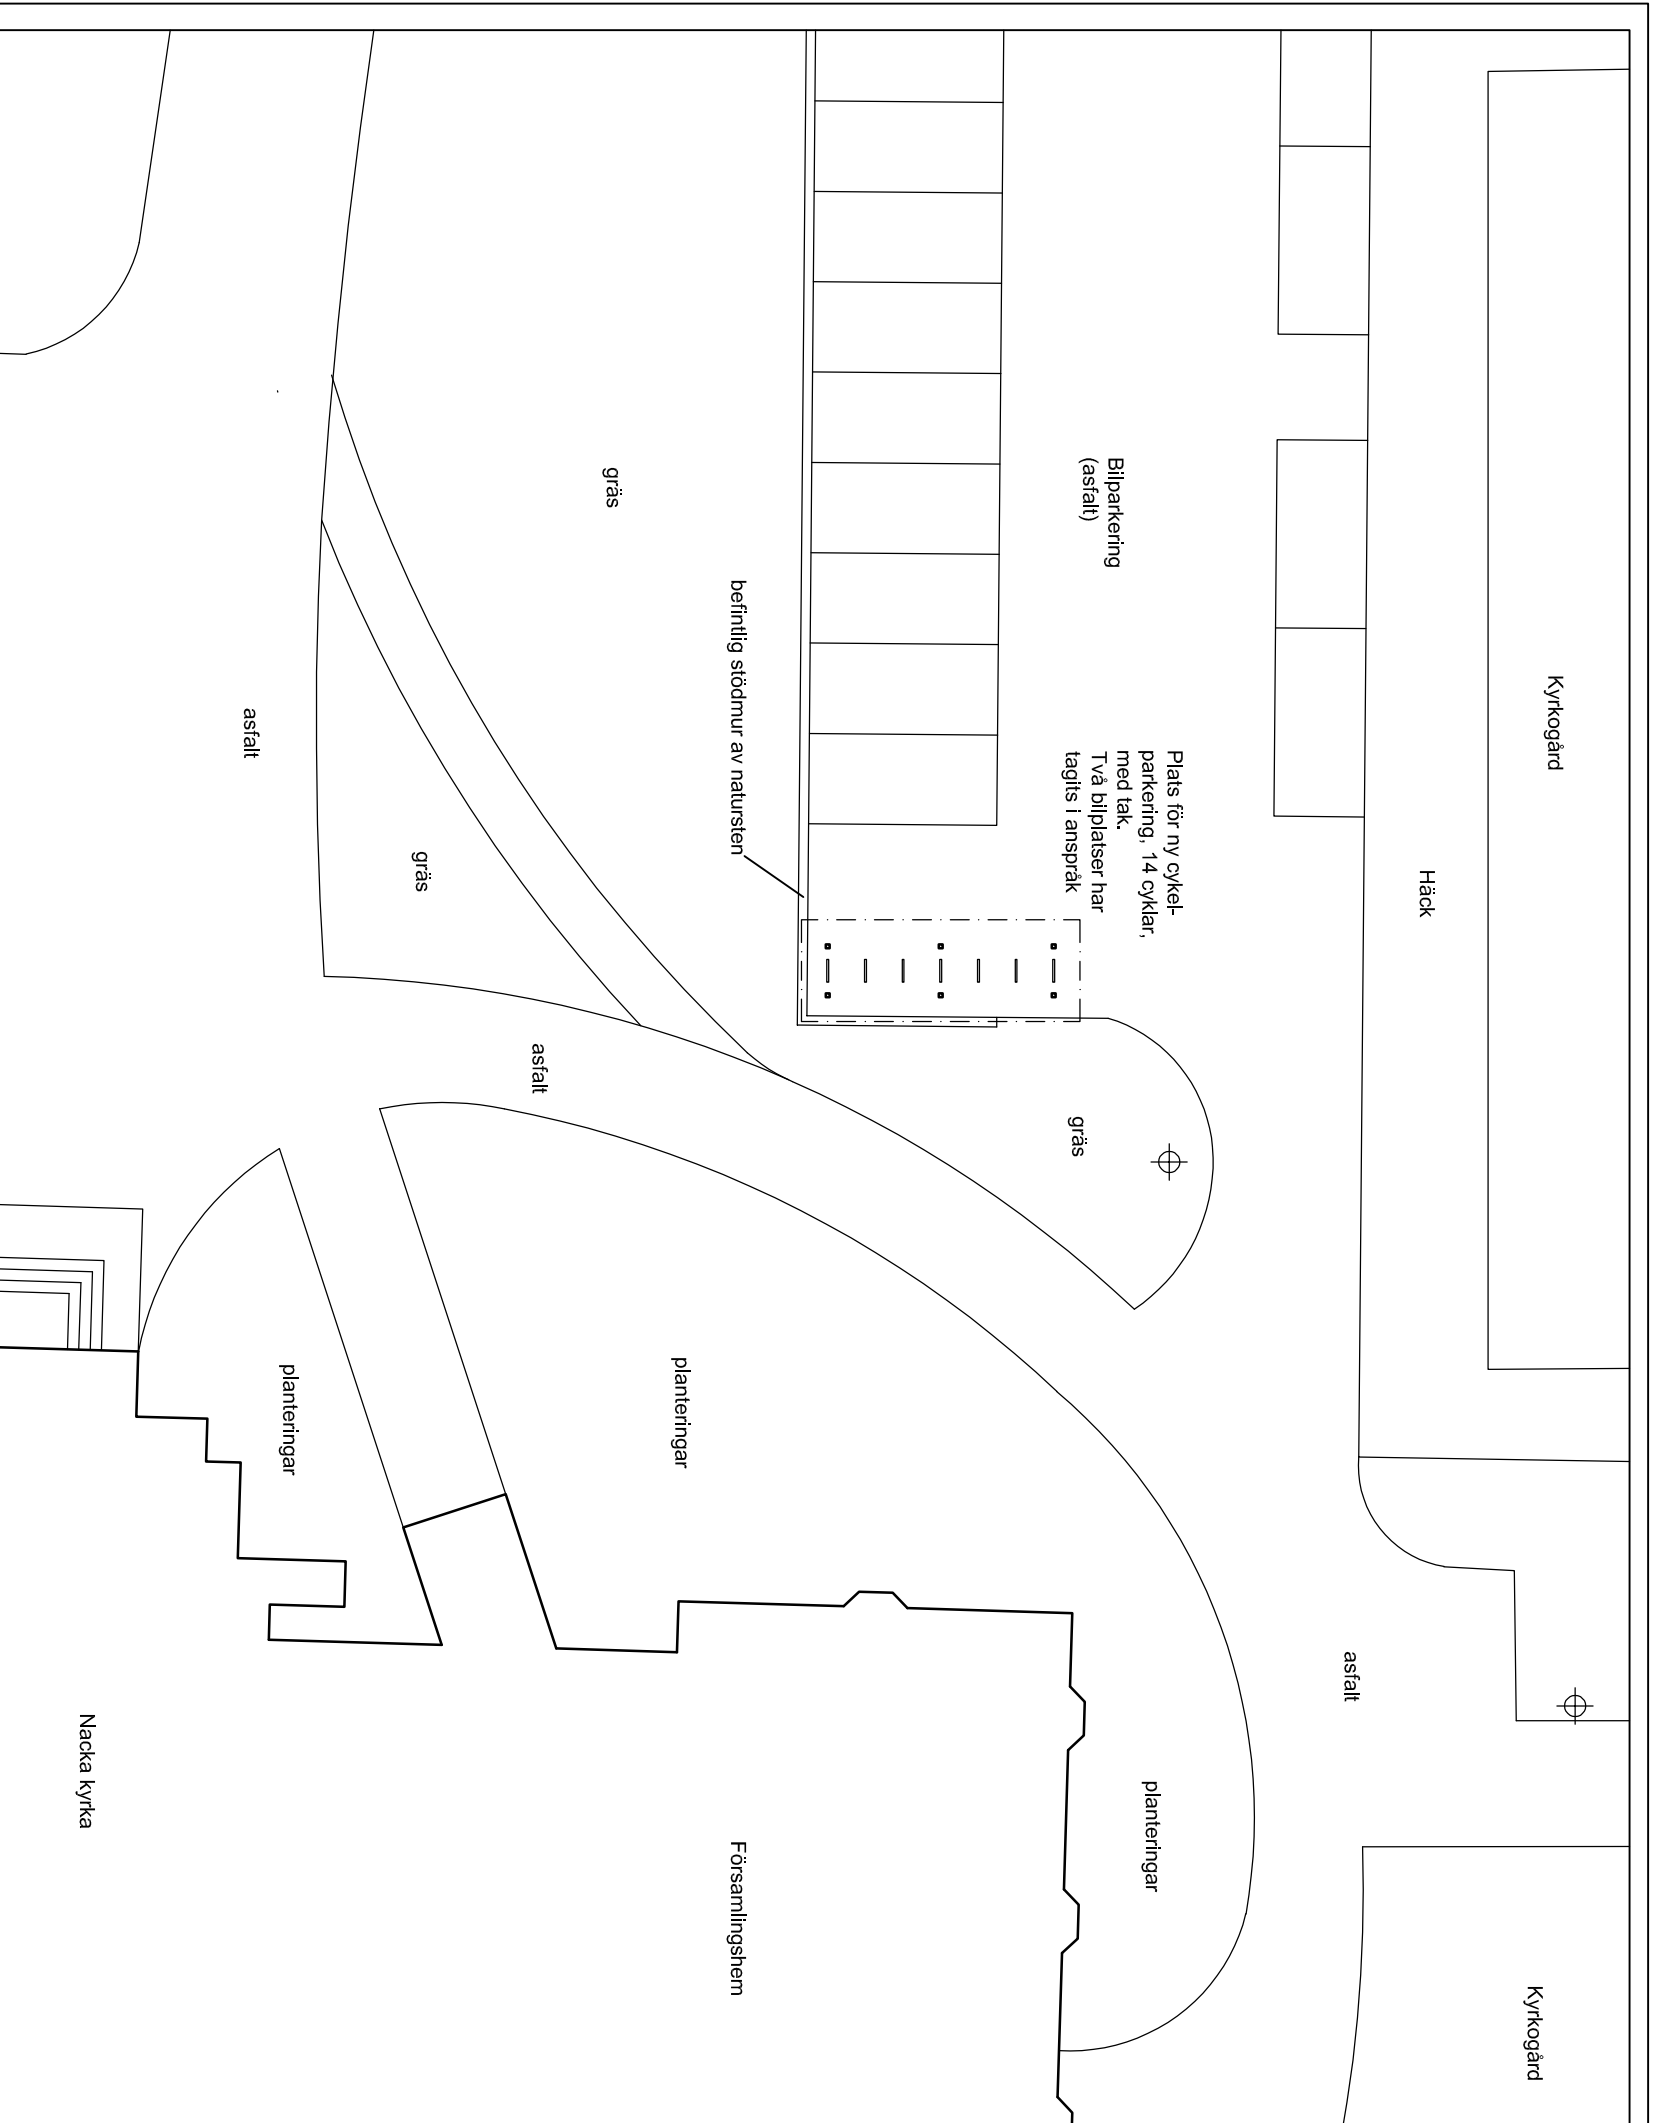 Kyrkogård
Häck
Bilparkering
(asfalt)
Plats för ny cykel-
parkering, 14 cyklar,
med tak.
Två bilplatser har
tagits i anspråk
befintlig stödmur av natursten
gräs
gräs
asfalt
asfalt
gräs
planteringar
planteringar
asfalt
planteringar
Kyrkogård
Församlingshem
Nacka kyrka